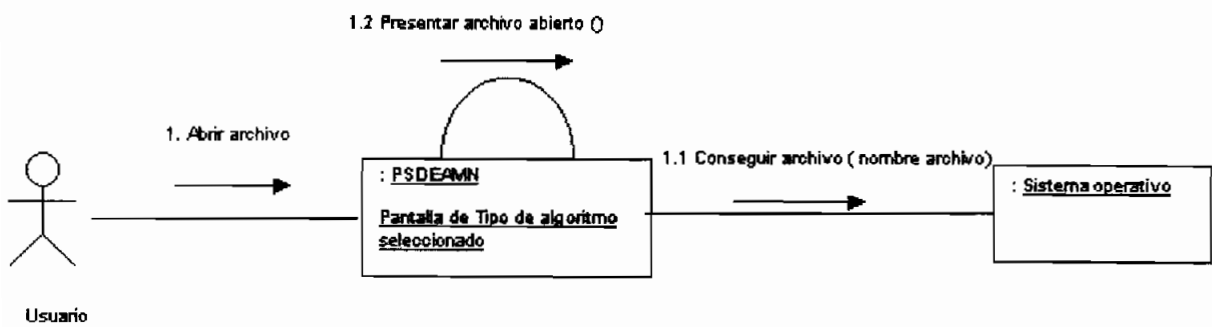 1.2 Presentar archivo abierto ()
1. Abrir archivo
1.1 Conseguir archivo ( nombre archivo)
: PSDEAMN
Pantalla de Tipo de algoritmo
seleccionado
: Sistema operativo
Usuario